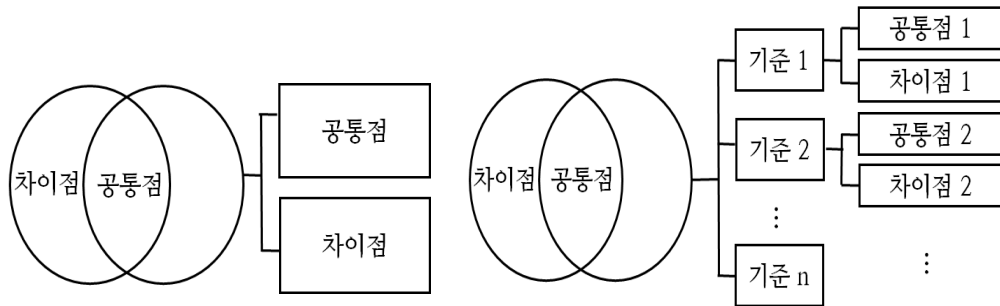 차이점 공통점
공통점
차이점
차이점 공통점
기준 1
공통점 1
차이점 1
기준 2
공통점 2
차이점 2
⋮
기준 n
⋮